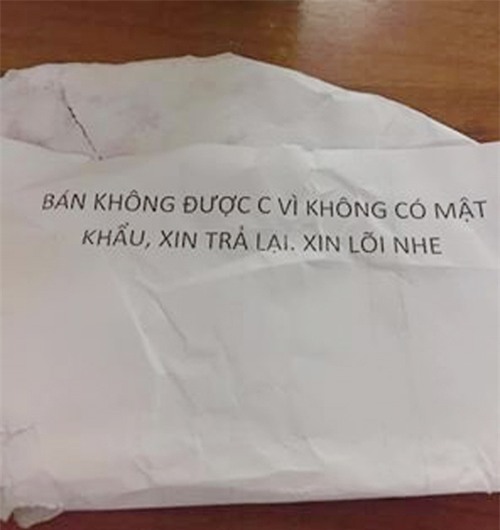 BÁN KHÔNG ĐƯỢC C VÌ KHÔNG CÓ MẬT
KHẨU, XIN TRẢ LẠI. XIN LỖI NHE